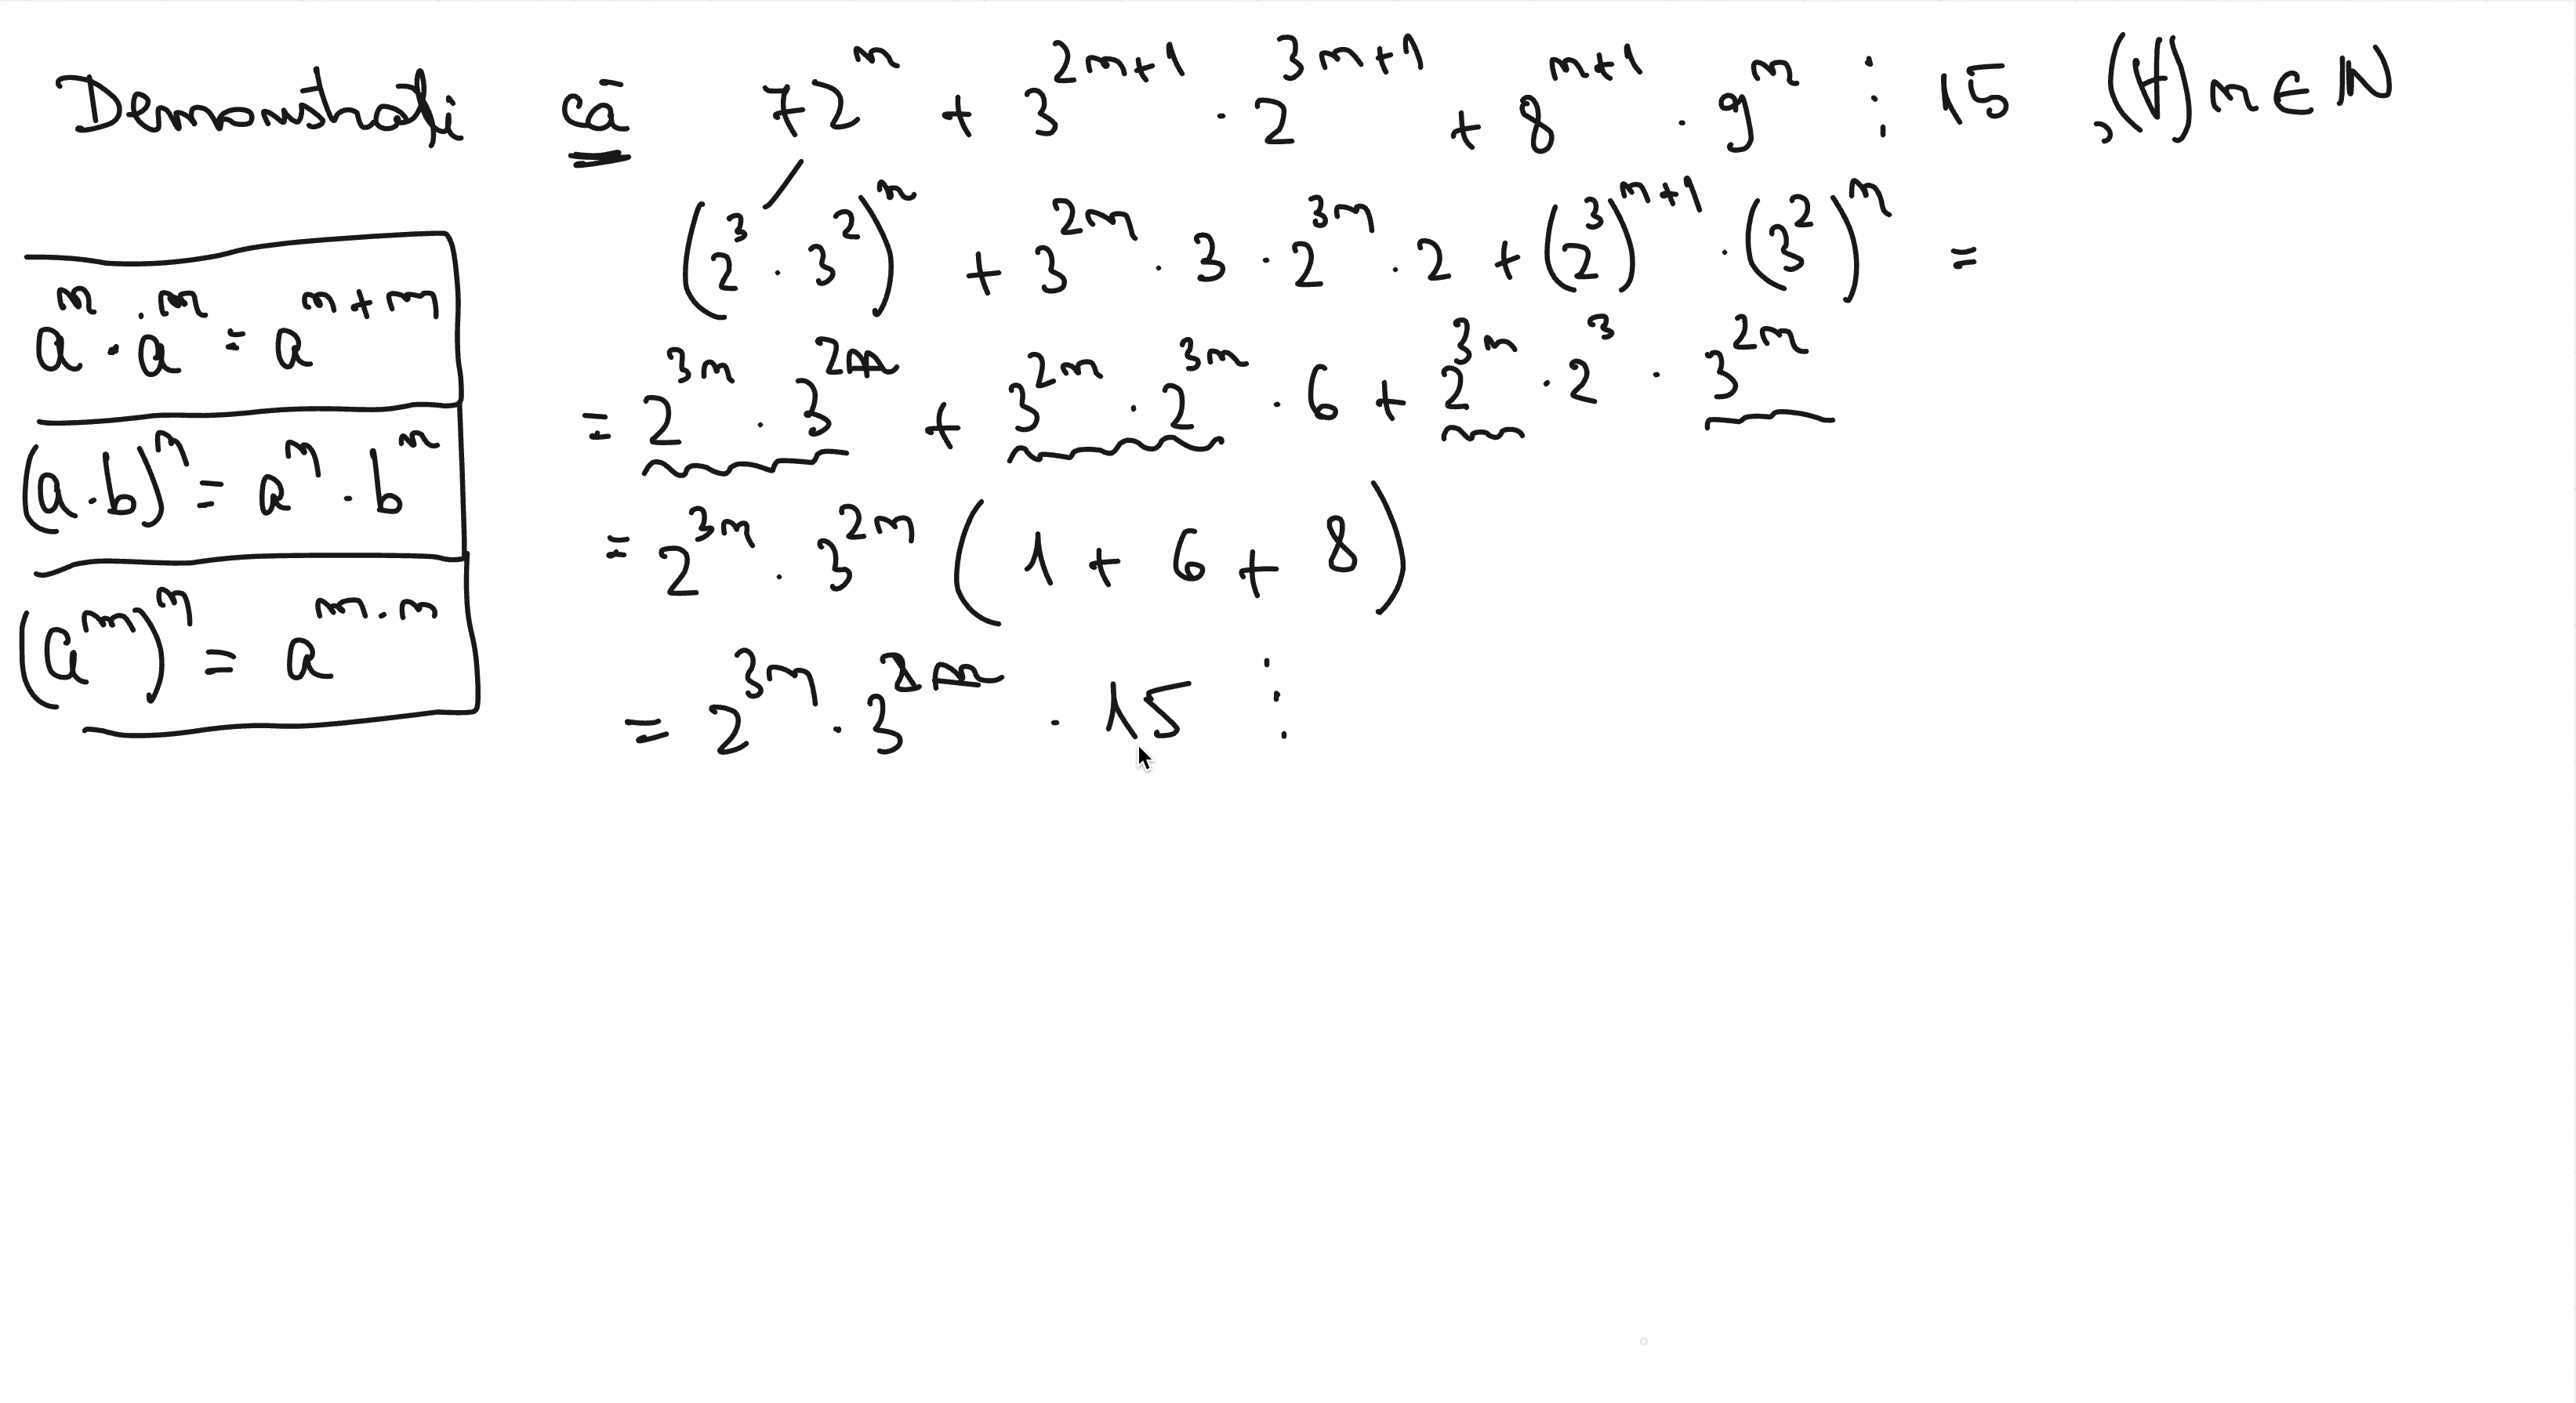 Demonstrați că 72^n + 3^{2n+1} · 2^{3n+1} + 8^{n+1} · 9^n ⋮ 15 , (∀) n ∈ ℕ
(2^3 · 3^2)^n + 3^{2n} · 3 · 2^{3n} · 2 + (2^3)^{n+1} · (3^2)^n =
= 2^{3n} · 3^{2n} + 3^{2n} · 2^{3n} · 6 + 2^{3n} · 2^3 · 3^{2n}
= 2^{3n} · 3^{2n} (1 + 6 + 8)
= 2^{3n} · 3^{2n} · 15 ⋮
a^m · a^n = a^{m+n}
(a·b)^n = a^n · b^n
(a^m)^n = a^{m·n}